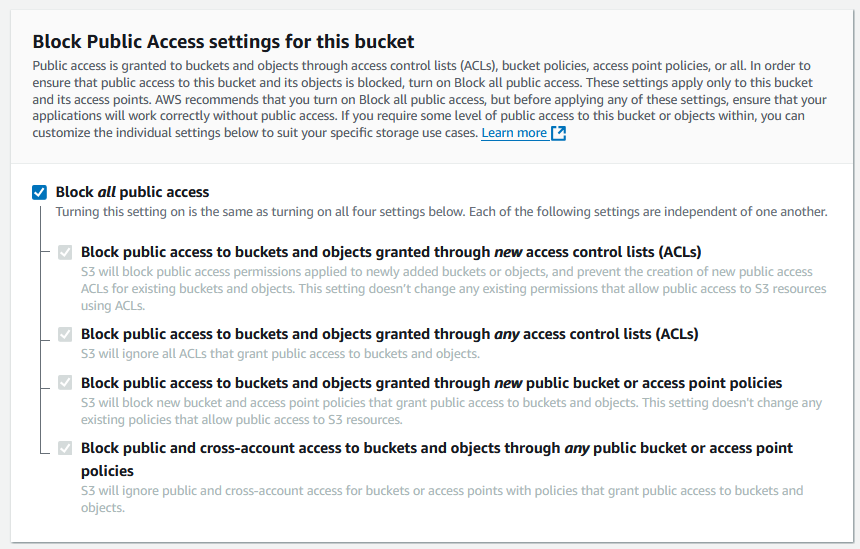 Block Public Access settings for this bucket
Public access is granted to buckets and objects through access control lists (ACLs), bucket policies, access point policies, or all. In order to
ensure that public access to this bucket and its objects is blocked, turn on Block all public access. These settings apply only to this bucket
and its access points. AWS recommends that you turn on Block all public access, but before applying any of these settings, ensure that your
applications will work correctly without public access. If you require some level of public access to this bucket or objects within, you can
customize the individual settings below to suit your specific storage use cases. Learn more
Block all public access
Turning this setting on is the same as turning on all four settings below. Each of the following settings are independent of one another.
Block public access to buckets and objects granted through new access control lists (ACLs)
S3 will block public access permissions applied to newly added buckets or objects, and prevent the creation of new public access
ACLs for existing buckets and objects. This setting doesn't change any existing permissions that allow public access to S3 resources
using ACLs.
Block public access to buckets and objects granted through any access control lists (ACLs)
S3 will ignore all ACLs that grant public access to buckets and objects.
Block public access to buckets and objects granted through new public bucket or access point policies
S3 will block new bucket and access point policies that grant public access to buckets and objects. This setting doesn't change any
existing policies that allow public access to S3 resources.
Block public and cross-account access to buckets and objects through any public bucket or access point
policies
S3 will ignore public and cross-account access for buckets or access points with policies that grant public access to buckets and
objects.